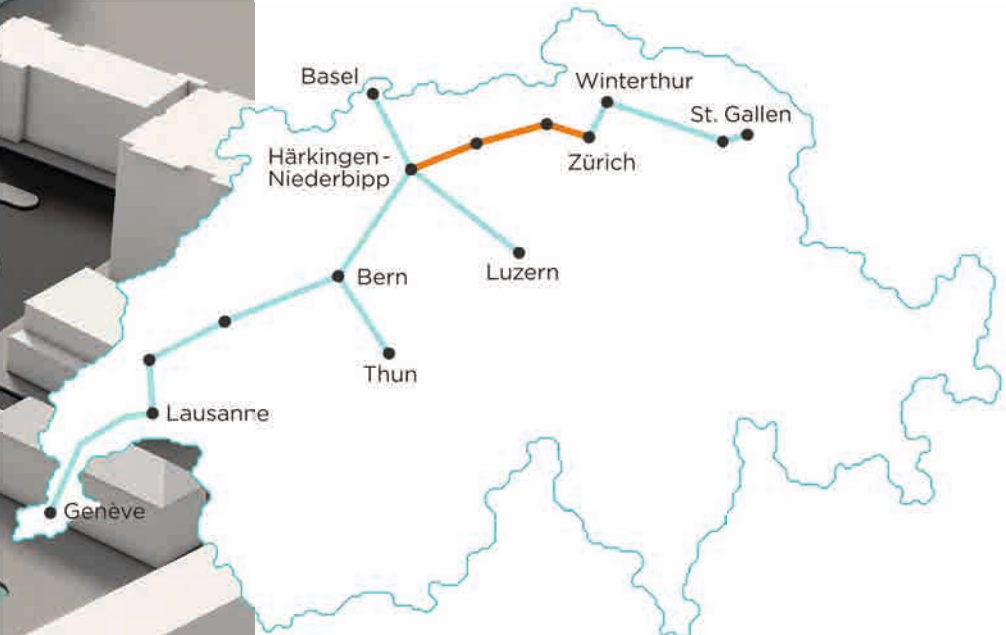 Basel
Winterthur
St. Gallen
Härkingen-
Niederbipp
Zürich
Bern
Luzern
Thun
Lausanne
Genève